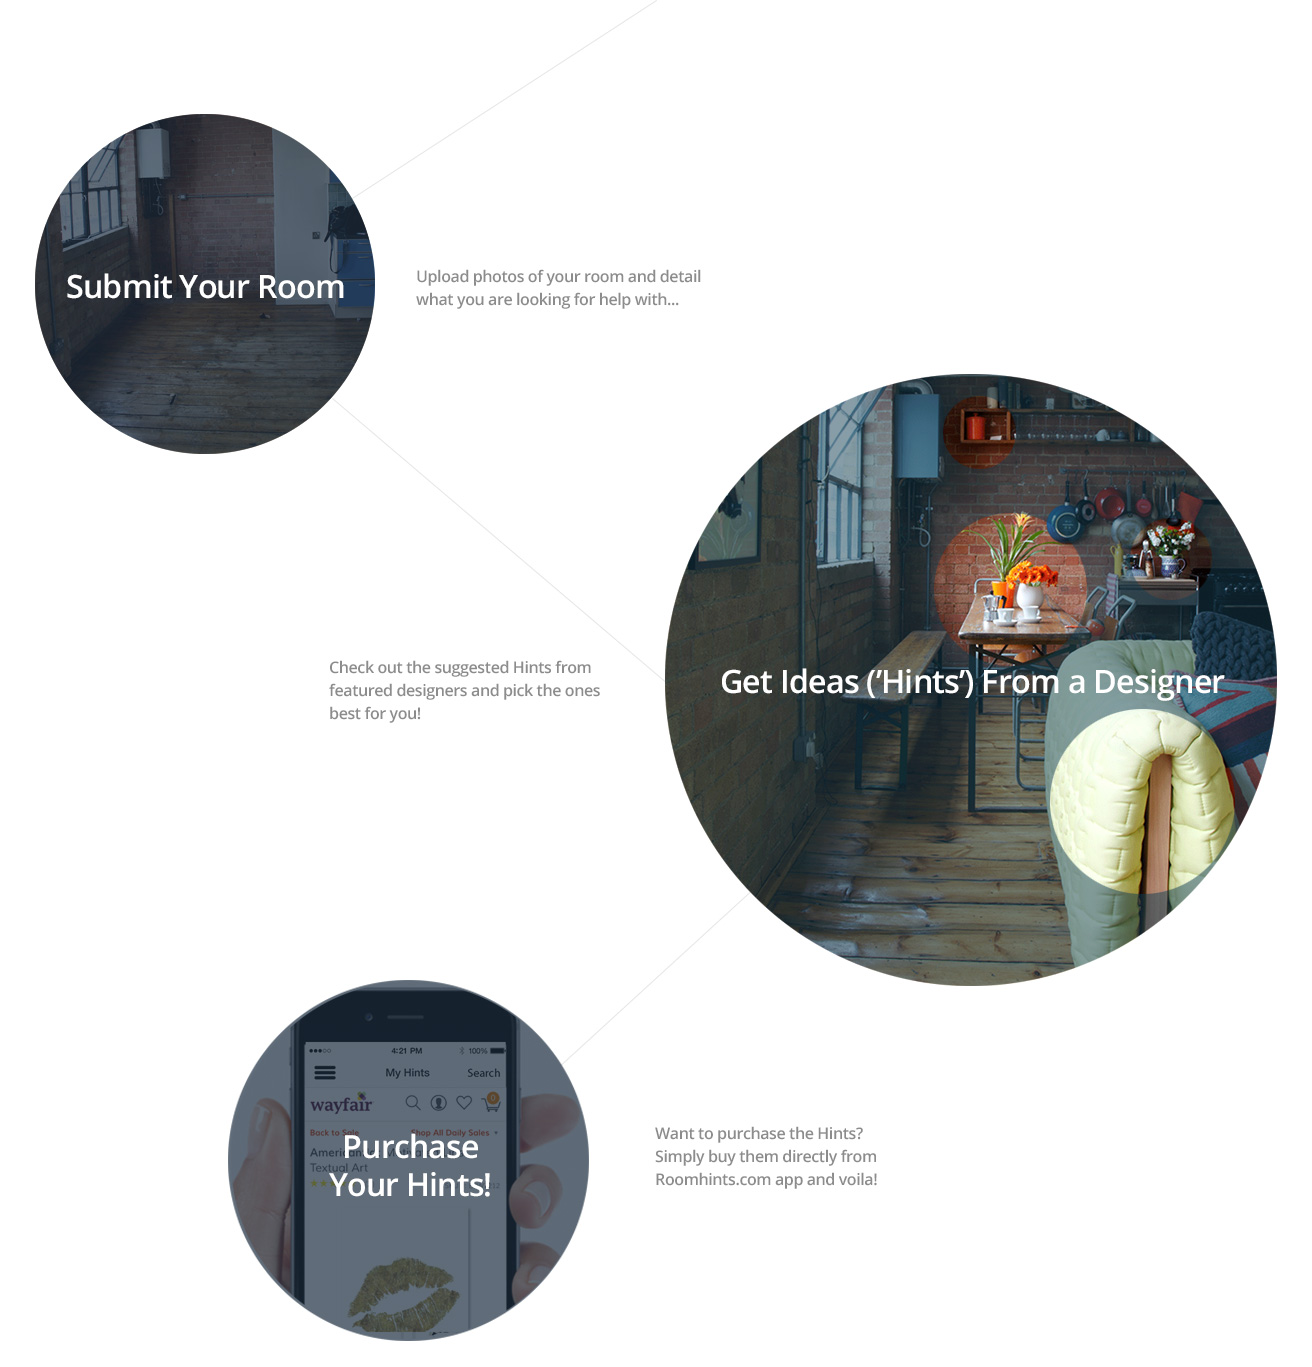 Submit Your Room
Upload photos of your room and detail
what you are looking for help with...
Get Ideas (’Hints’) From a Designer
Check out the suggested Hints from
featured designers and pick the ones
best for you!
4:21 PM 100%
My Hints Search
wayfair 0
Back to Sale Shop All Daily Sales
Textual Art
Purchase
Your Hints!
Want to purchase the Hints?
Simply buy them directly from
Roomhints.com app and voila!